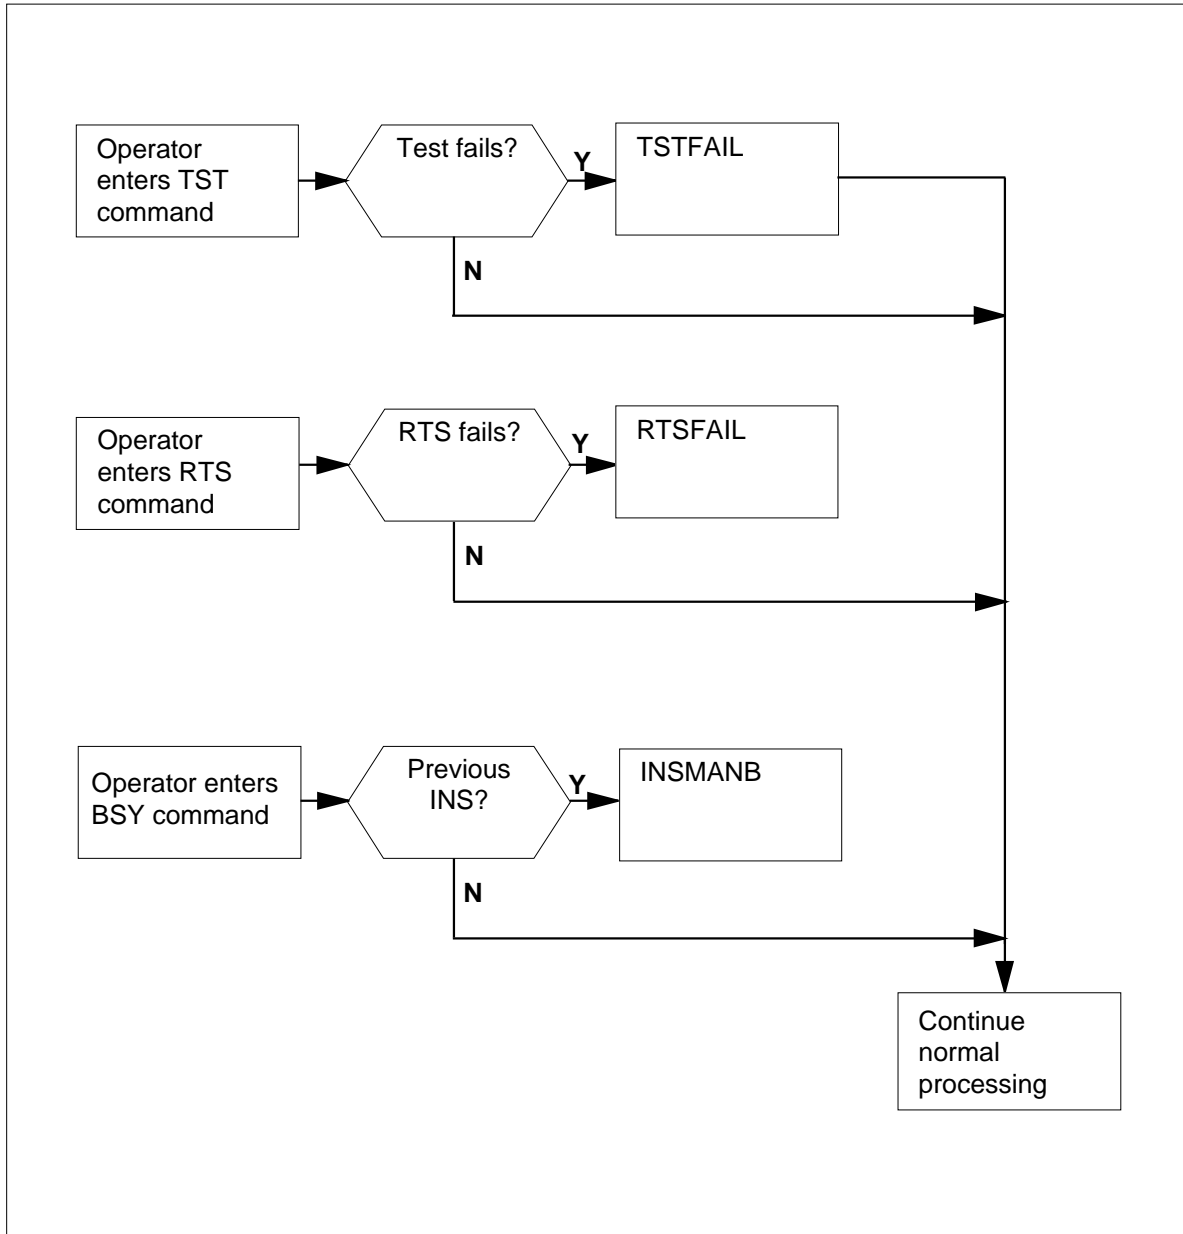 Operator
enters TST
command
Test fails?
Y
TSTFAIL
N
Operator
enters RTS
command
RTS fails?
Y
RTSFAIL
N
Operator enters
BSY command
Previous
INS?
Y
INSMANB
N
Continue
normal
processing